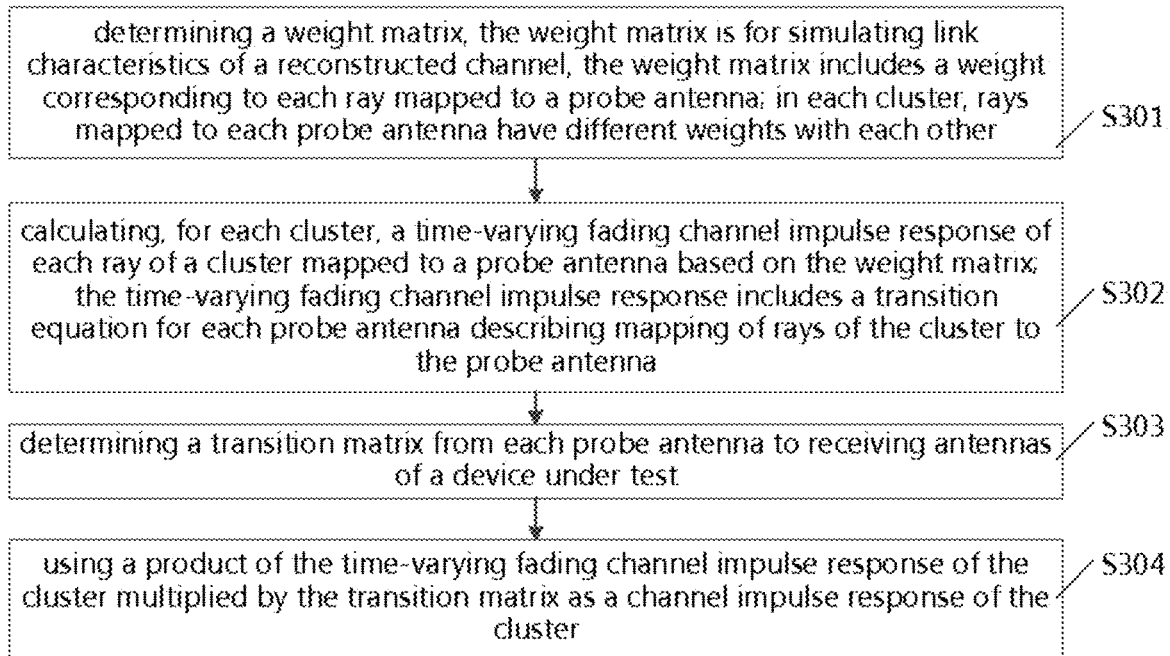 determining a weight matrix, the weight matrix is for simulating link
characteristics of a reconstructed channel, the weight matrix includes a weight
corresponding to each ray mapped to a probe antenna; in each cluster, rays
mapped to each probe antenna have different weights with each other
S301
calculating, for each cluster, a time-varying fading channel impulse response of
each ray of a cluster mapped to a probe antenna based on the weight matrix;
the time-varying fading channel impulse response includes a transition
equation for each probe antenna describing mapping of rays of the cluster to
the probe antenna
S302
determining a transition matrix from each probe antenna to receiving antennas
of a device under test
S303
using a product of the time-varying fading channel impulse response of the
cluster multiplied by the transition matrix as a channel impulse response of the
cluster
S304